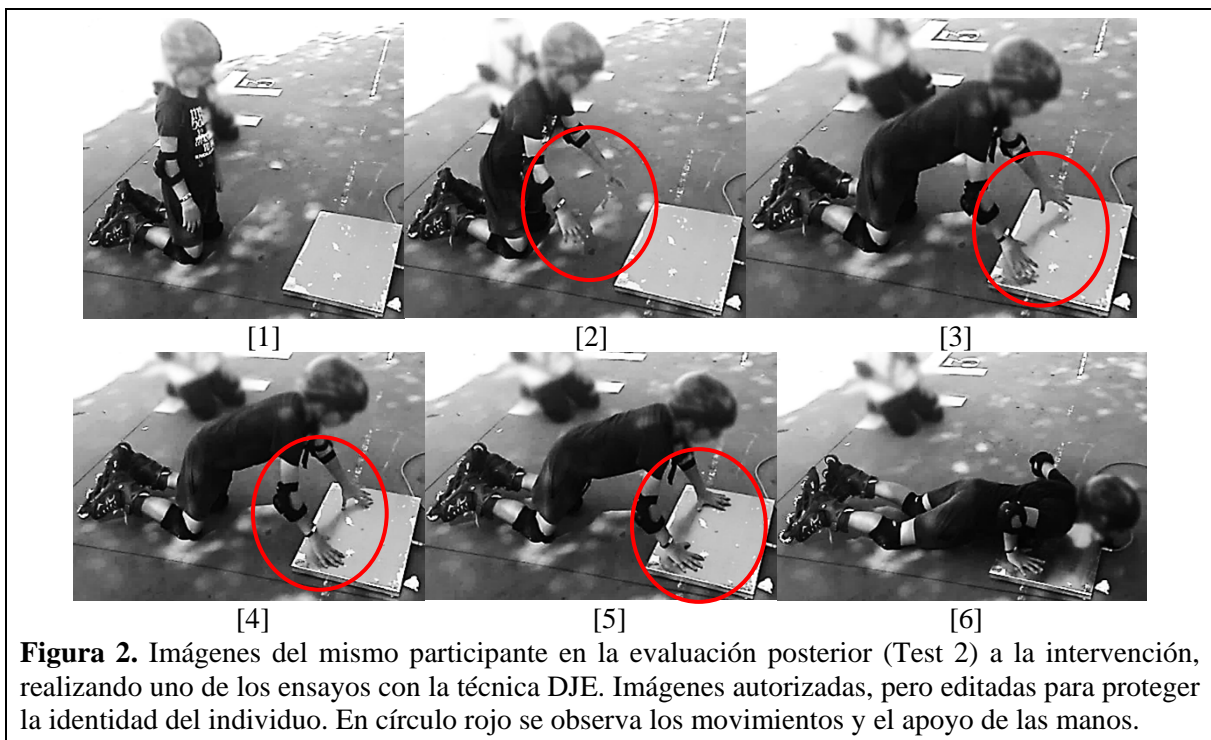 [1] [2] [3]
[4] [5] [6]
Figura 2. Imágenes del mismo participante en la evaluación posterior (Test 2) a la intervención,
realizando uno de los ensayos con la técnica DJE. Imágenes autorizadas, pero editadas para proteger
la identidad del individuo. En círculo rojo se observa los movimientos y el apoyo de las manos.